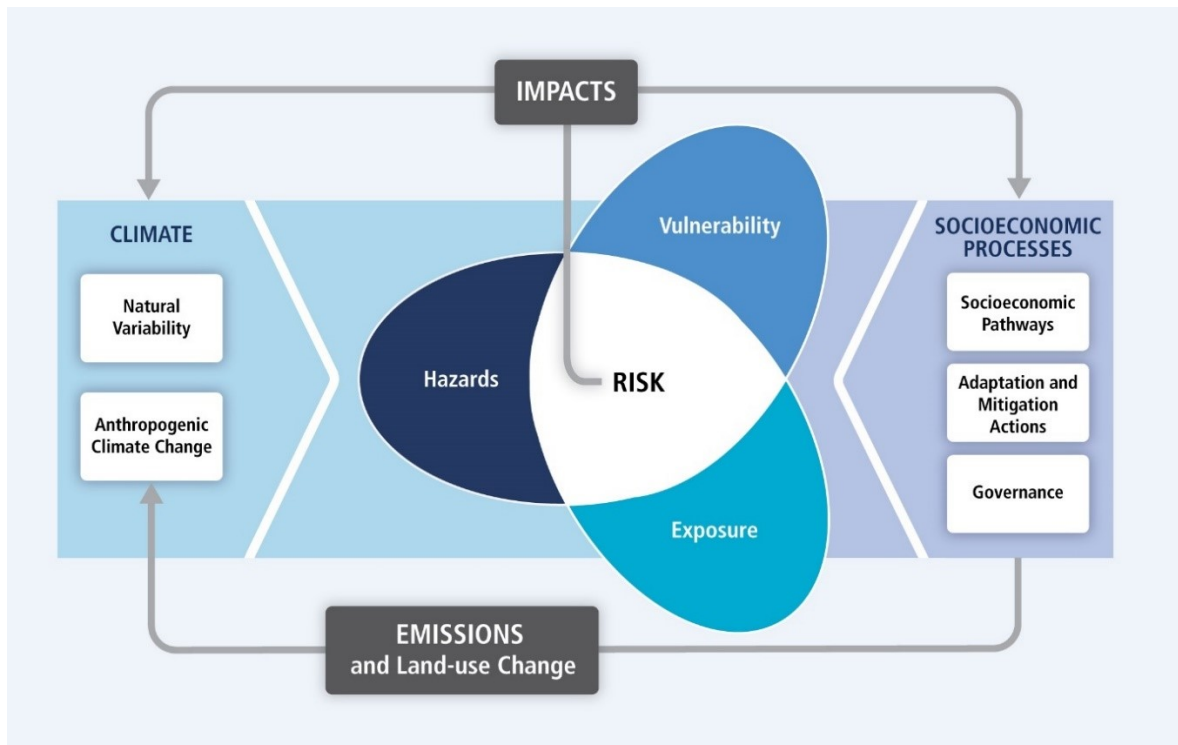 IMPACTS
CLIMATE
Natural
Variability
Anthropogenic
Climate Change
Vulnerability
Hazards
RISK
Exposure
SOCIOECONOMIC
PROCESSES
Socioeconomic
Pathways
Adaptation and
Mitigation
Actions
Governance
EMISSIONS
and Land-use Change